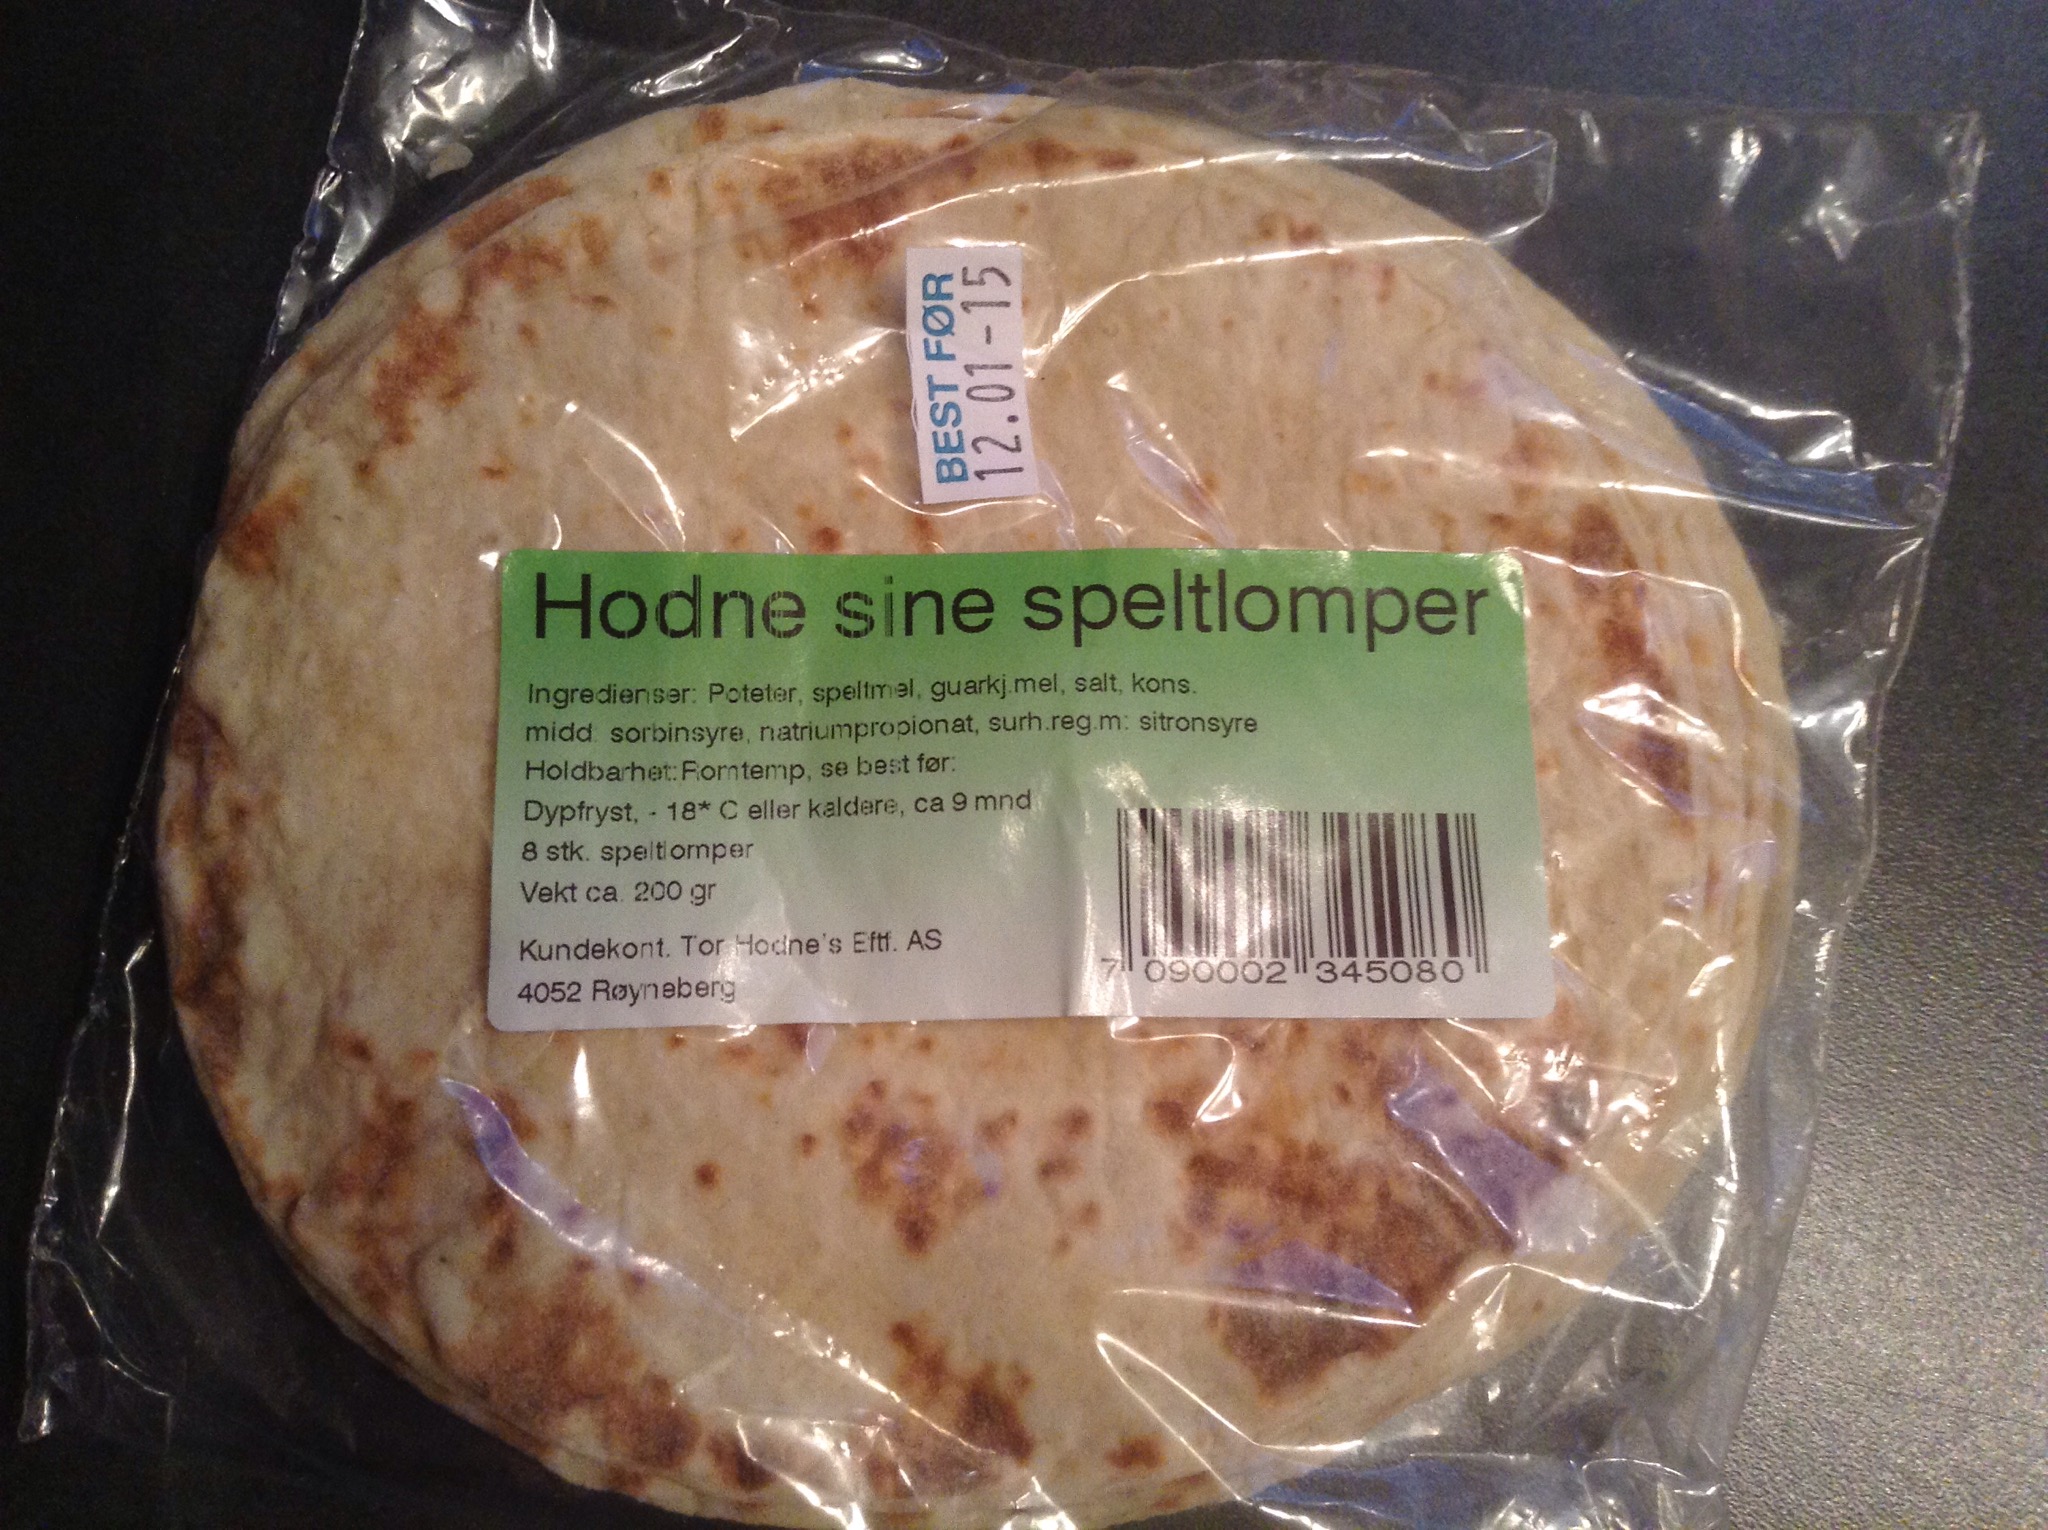 BEST FØR
12.01-15
Hodne sine speltlomper
Ingredienser: Poteter, speltmel, guarkj.mel, salt, kons.
midd. sorbinsyre, natriumpropionat, surh.reg.m: sitronsyre
Holdbarhet: Romtemp, se best før:
Dypfryst, - 18* C eller kaldere, ca 9 mnd
8 stk. speltlomper
Vekt ca. 200 gr
Kundekont. Tor Hodne's Eftf. AS
4052 Røyneberg
7 090002 345080